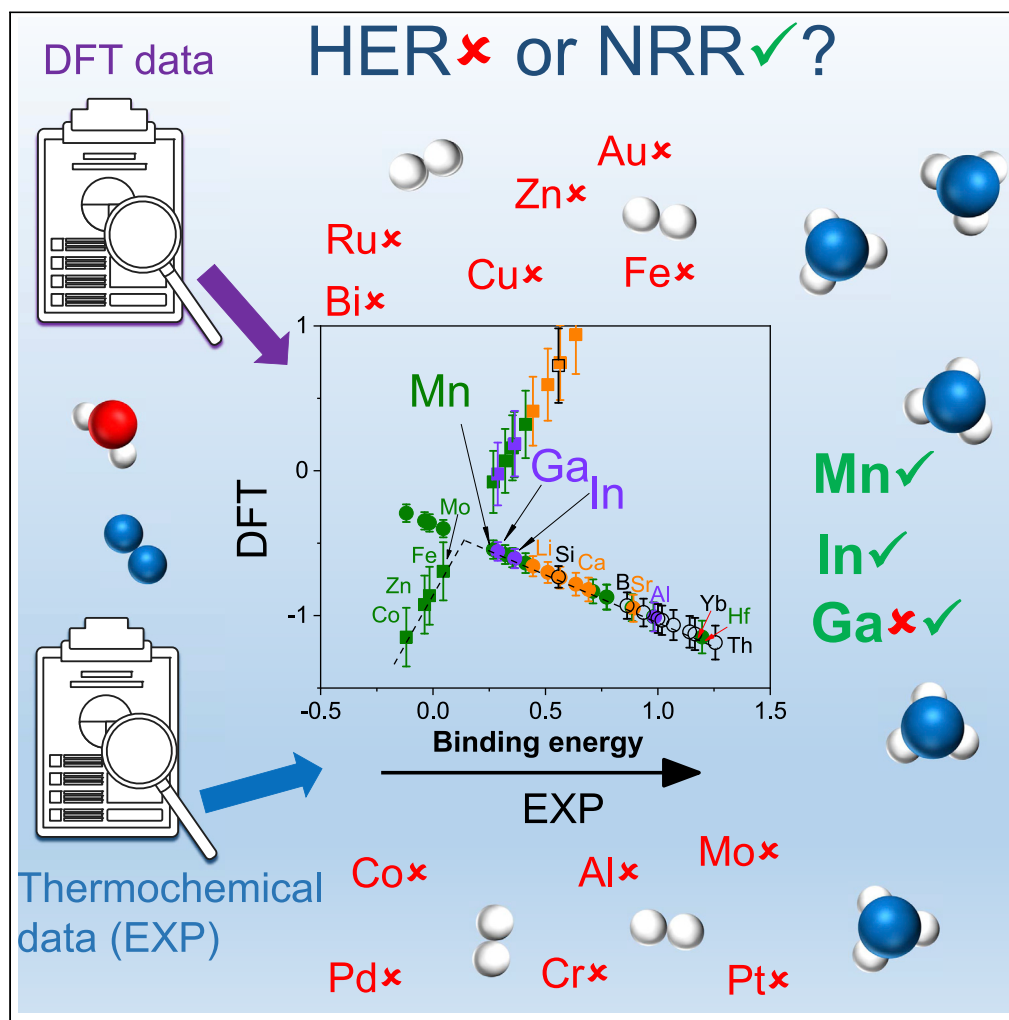 HER✘ or NRR✓?
DFT data
Au✘
Zn✘
Ru✘
Cu✘
Fe✘
Bi✘
1
0
-1
DFT
Mn
Ga
In
Mo
Fe
Zn
Co
Li
Si
Ca
B
Sr
Al
Yb
Hf
Th
-0.5 0.0 0.5 1.0 1.5
Binding energy
EXP
Mn✓
In✓
Ga✘✓
Thermochemical
data (EXP)
Co✘
Al✘
Mo✘
Pd✘
Cr✘
Pt✘